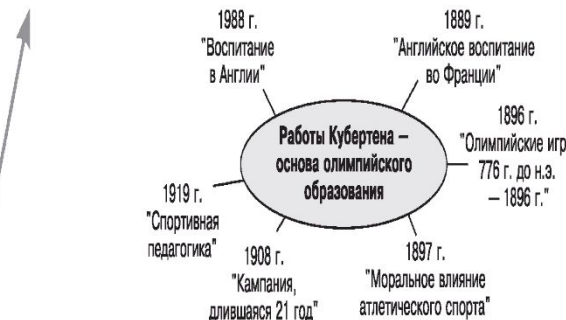 1988 г.
"Воспитание
в Англии"
1889 г.
"Английское воспитание
во Франции"
Работы Кубертена –
основа олимпийского
образования
1896 г.
"Олимпийские игр
776 г. до н.э.
– 1896 г."
1919 г.
"Спортивная
педагогика"
1908 г.
"Кампания,
длившаяся 21 год"
1897 г.
"Моральное влияние
атлетического спорта"